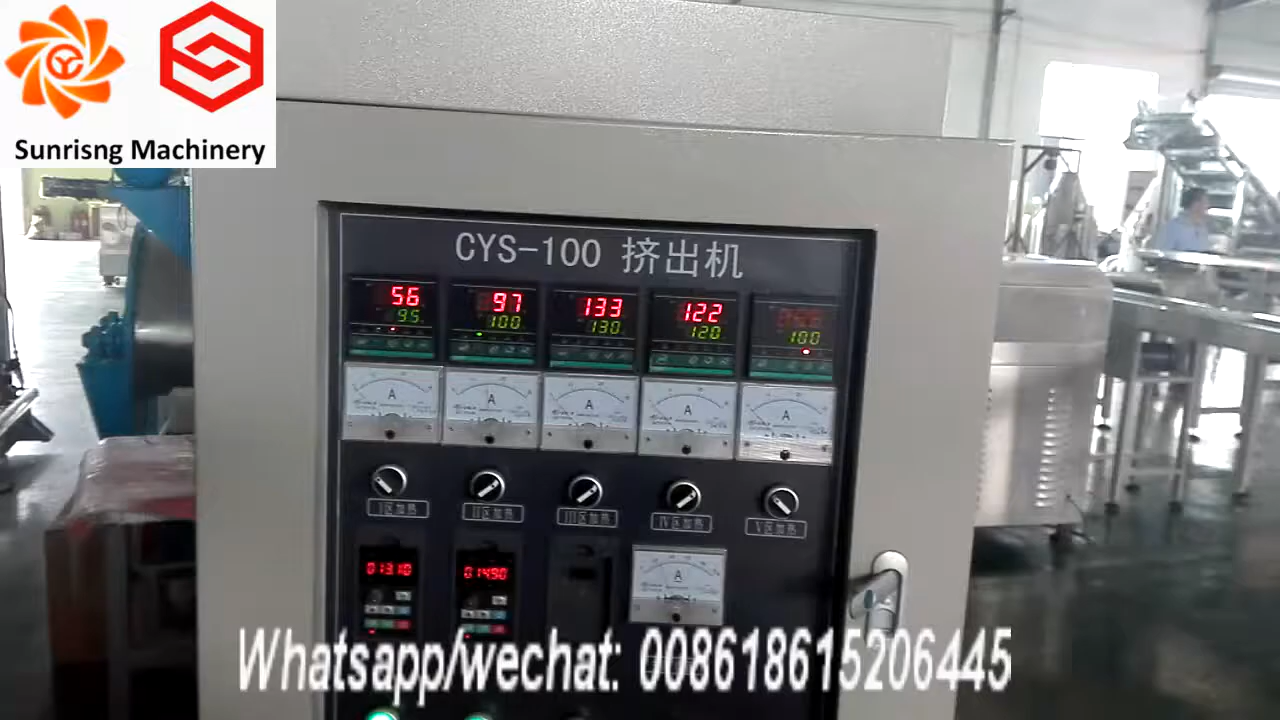 Sunrisng Machinery
CYS-100 挤出机
56 97 133 122
95 100 130 120 100
A A A A A
I区加热 II区加热 III区加热 IV区加热 V区加热
01310 01490
A
Whatsapp/wechat: 008618615206445